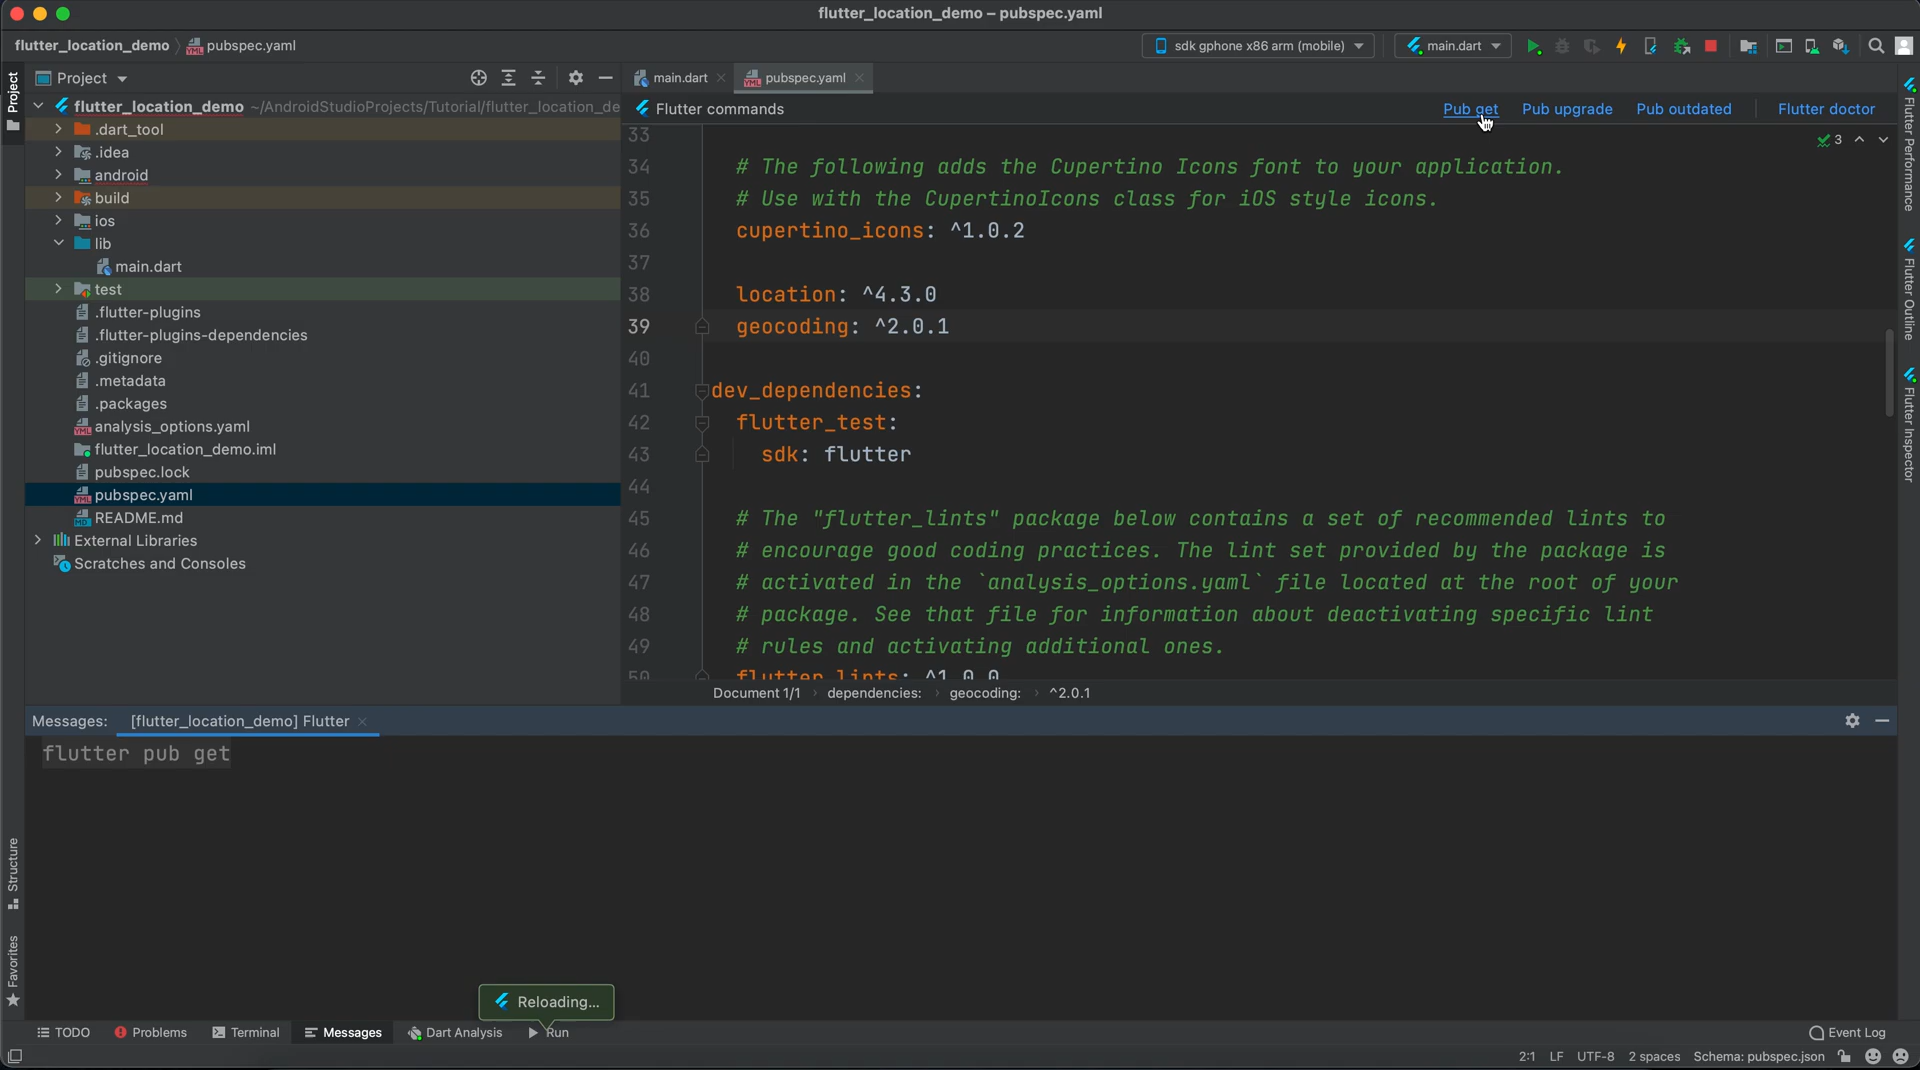 flutter_location_demo – pubspec.yaml
flutter_location_demo
pubspec.yaml
sdk gphone x86 arm (mobile)
main.dart
Project
Project
flutter_location_demo ~/AndroidStudioProjects/Tutorial/flutter_location_de
.dart_tool
.idea
android
build
ios
lib
main.dart
test
.flutter-plugins
.flutter-plugins-dependencies
.gitignore
.metadata
.packages
analysis_options.yaml
flutter_location_demo.iml
pubspec.lock
pubspec.yaml
README.md
External Libraries
Scratches and Consoles
Structure
Favorites
main.dart
pubspec.yaml
Flutter commands
Pub get
Pub upgrade
Pub outdated
Flutter doctor
3
33
34 # The following adds the Cupertino Icons font to your application.
35 # Use with the CupertinoIcons class for iOS style icons.
36 cupertino_icons: ^1.0.2
37
38 location: ^4.3.0
39 geocoding: ^2.0.1
40
41 dev_dependencies:
42 flutter_test:
43 sdk: flutter
44
45 # The "flutter_lints" package below contains a set of recommended lints to
46 # encourage good coding practices. The lint set provided by the package is
47 # activated in the `analysis_options.yaml` file located at the root of your
48 # package. See that file for information about deactivating specific lint
49 # rules and activating additional ones.
50 flutter_lints: ^1.0.0
Document 1/1 › dependencies: › geocoding: › ^2.0.1
Flutter Performance
Flutter Outline
Flutter Inspector
Messages: [flutter_location_demo] Flutter
flutter pub get
Reloading...
TODO
Problems
Terminal
Messages
Dart Analysis
Run
Event Log
2:1 LF UTF-8 2 spaces Schema: pubspec.json